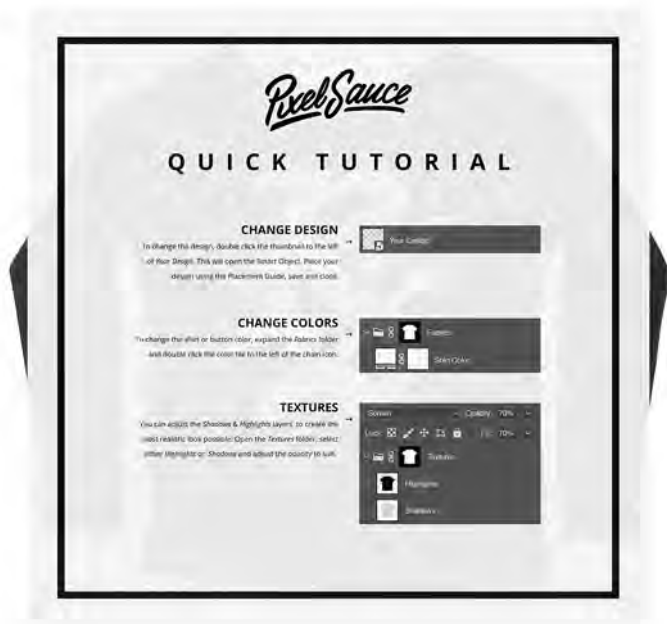 PixelSauce
QUICK TUTORIAL
CHANGE DESIGN
To change the design, double click the thumbnail to the left
of Your Design. This will open the Smart Object. Place your
design using the Placement Guide, save and close.
Your Design
CHANGE COLORS
To change the shirt or button color, expand the Fabrics folder
and double click the color tile to the left of the chain icon.
Shirt Color
TEXTURES
You can adjust the Shadows & Highlights layers, to create the
most realistic look possible. Open the Textures folder, select
either Highlights or Shadows and adjust the opacity to suit.
Screen Opacity: 70%
Lock: Fill: 70%
Textures
Highlights
Shadows